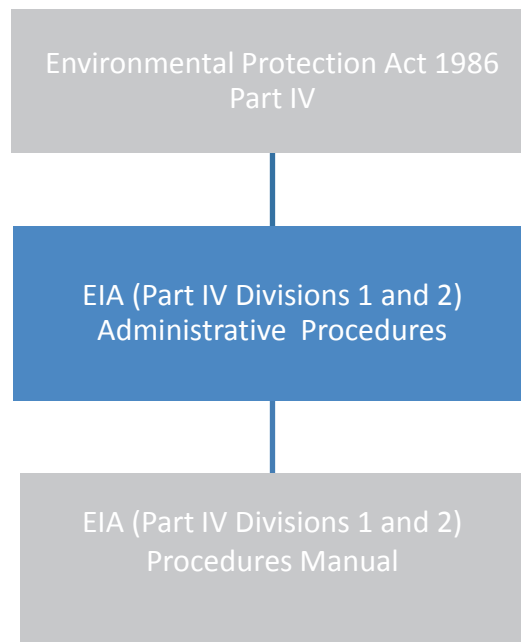 Environmental Protection Act 1986
Part IV
EIA (Part IV Divisions 1 and 2)
Administrative  Procedures
EIA (Part IV Divisions 1 and 2)
Procedures Manual